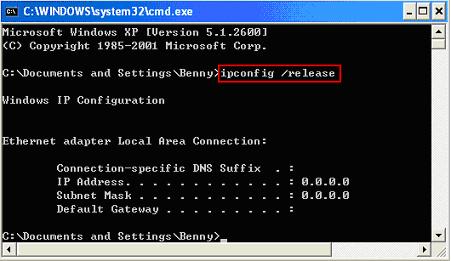 C:\WINDOWS\system32\cmd.exe
Microsoft Windows XP [Version 5.1.2600]
(C) Copyright 1985-2001 Microsoft Corp.
C:\Documents and Settings\Benny>ipconfig /release
Windows IP Configuration
Ethernet adapter Local Area Connection:
Connection-specific DNS Suffix . :
IP Address. . . . . . . . . . . . : 0.0.0.0
Subnet Mask . . . . . . . . . . . : 0.0.0.0
Default Gateway . . . . . . . . . :
C:\Documents and Settings\Benny>_